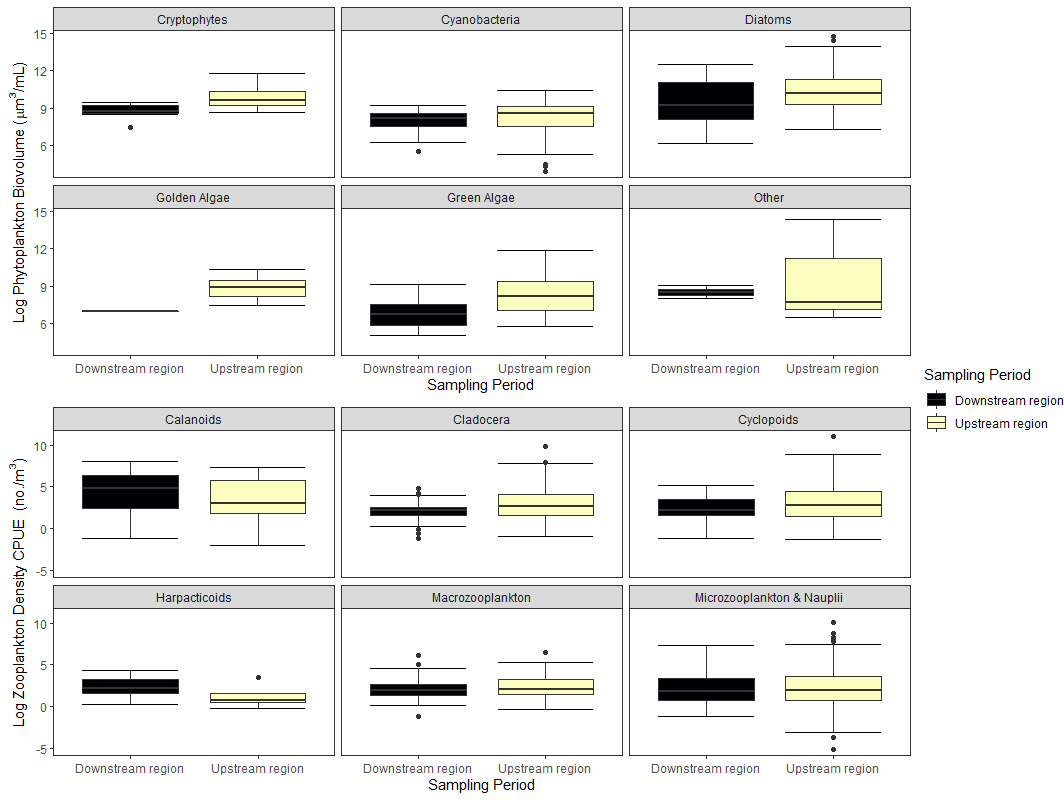 Cryptophytes
Cyanobacteria
Diatoms
15
12
9
6
Golden Algae
Green Algae
Other
15
12
9
6
Log Phytoplankton Biovolume (μm³/mL)
Downstream region
Upstream region
Downstream region
Upstream region
Downstream region
Upstream region
Sampling Period
Sampling Period
Downstream region
Upstream region
Calanoids
Cladocera
Cyclopoids
10
5
0
-5
Harpacticoids
Macrozooplankton
Microzooplankton & Nauplii
10
5
0
-5
Log Zooplankton Density CPUE (no./m³)
Downstream region
Upstream region
Downstream region
Upstream region
Downstream region
Upstream region
Sampling Period